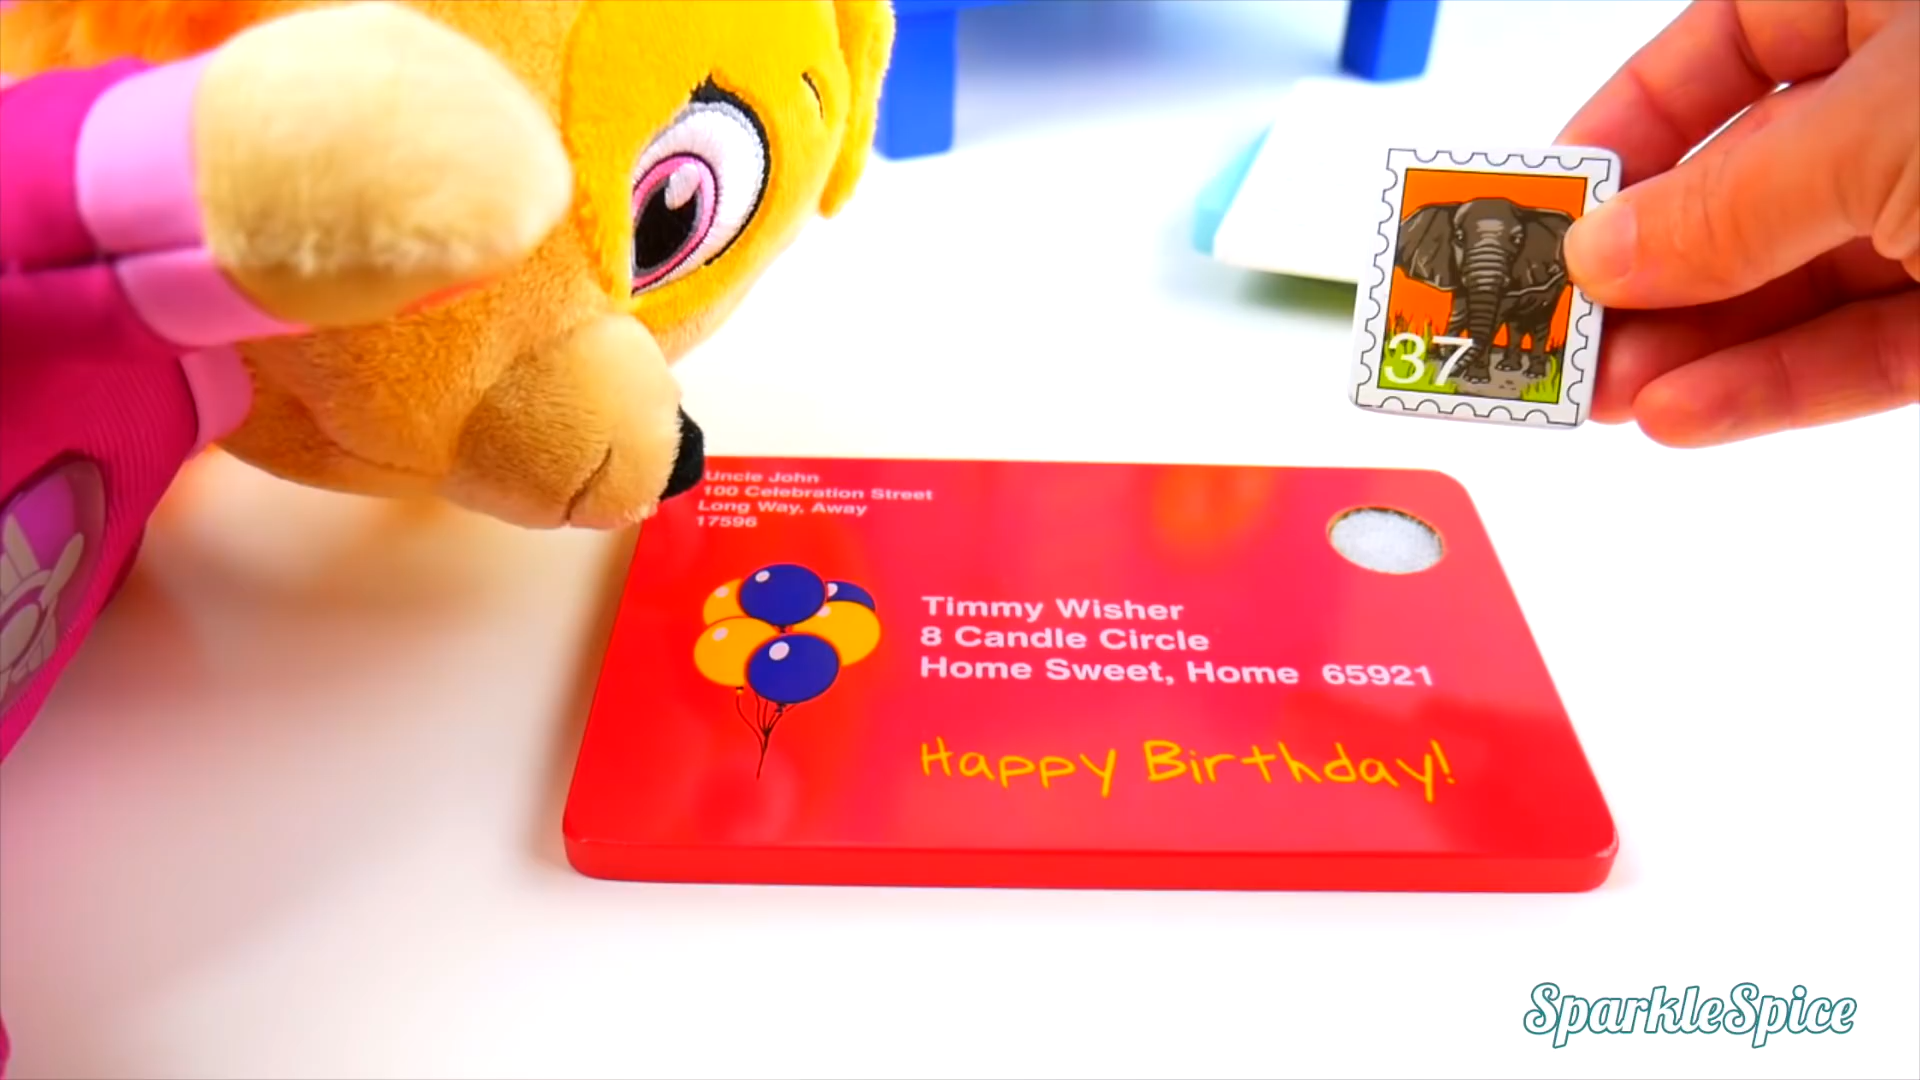 37
Uncle John
100 Celebration Street
Long Way, Away
17596
Timmy Wisher
8 Candle Circle
Home Sweet, Home 65921
Happy Birthday!
SparkleSpice